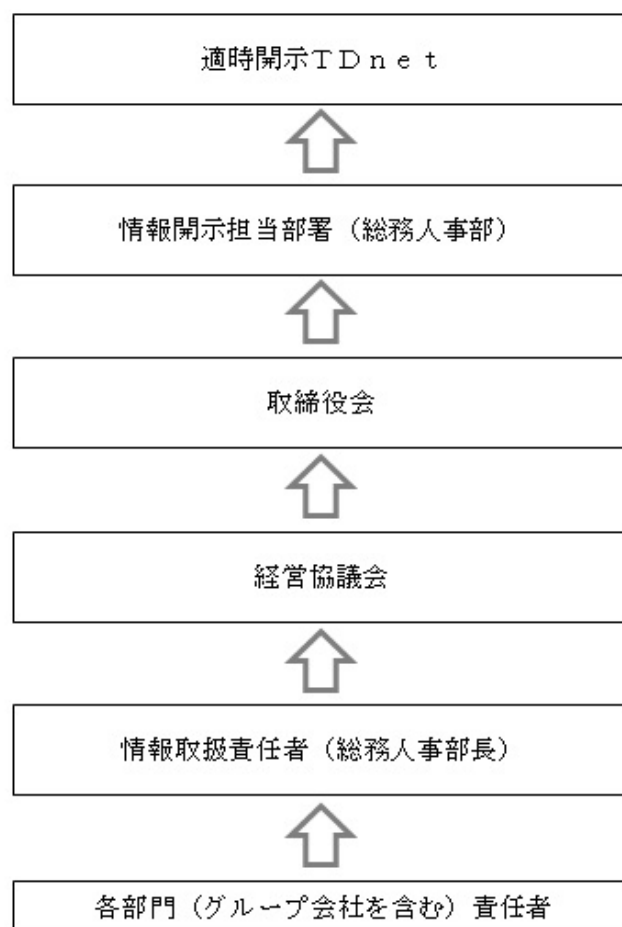 適時開示ＴＤｎｅｔ
情報開示担当部署（総務人事部）
取締役会
経営協議会
情報取扱責任者（総務人事部長）
各部門（グループ会社を含む）責任者